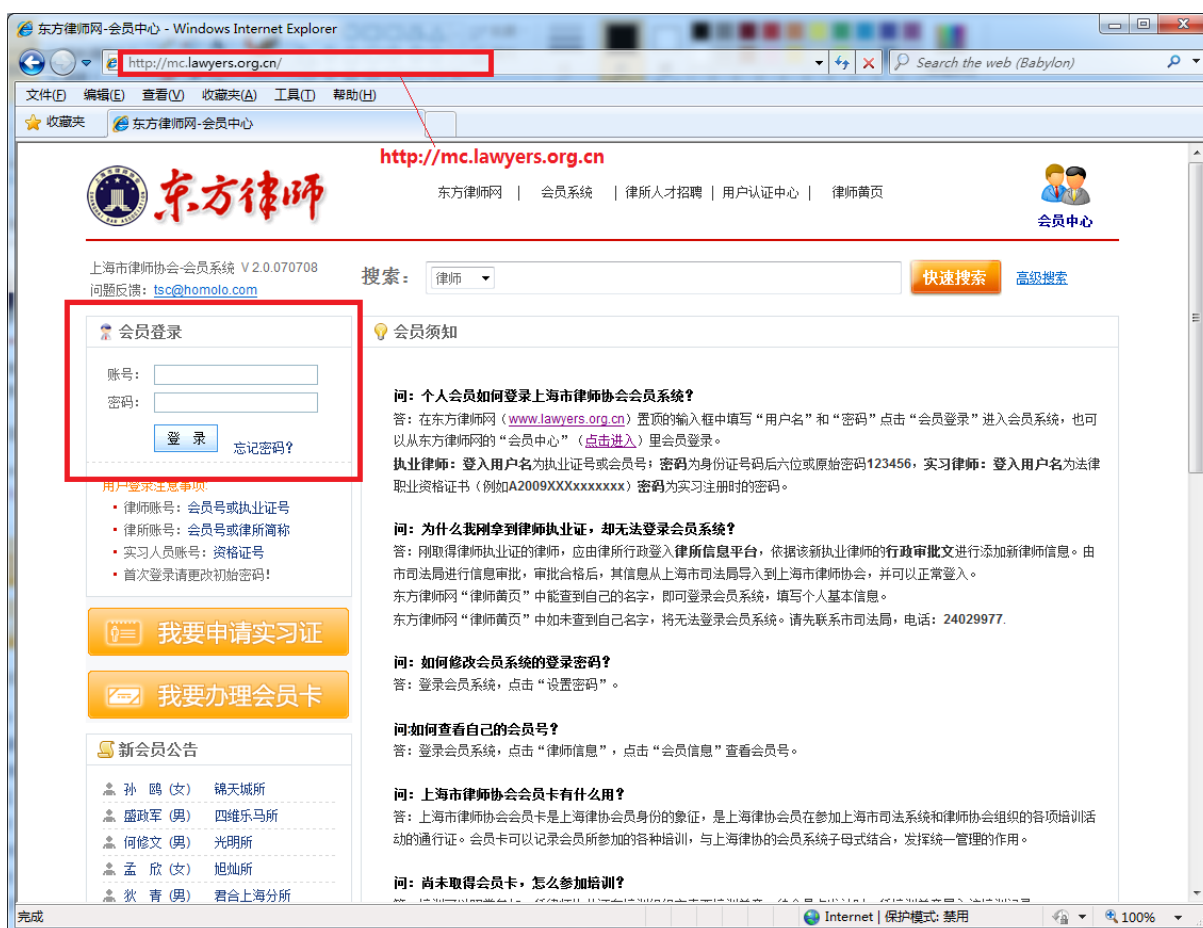 东方律师网-会员中心 - Windows Internet Explorer
http://mc.lawyers.org.cn/
Search the web (Babylon)
文件(F) 编辑(E) 查看(V) 收藏夹(A) 工具(T) 帮助(H)
收藏夹 东方律师网-会员中心
http://mc.lawyers.org.cn
东方律师
东方律师网 | 会员系统 | 律所人才招聘 | 用户认证中心 | 律师黄页
会员中心
上海市律师协会-会员系统 V 2.0.070708
问题反馈：tsc@homolo.com
搜索： 律师 快速搜索 高级搜索
会员登录
账号：
密码：
登 录 忘记密码?
用户登录注意事项:
• 律师账号：会员号或执业证号
• 律所账号：会员号或律所简称
• 实习人员账号：资格证号
• 首次登录请更改初始密码!
我要申请实习证
我要办理会员卡
新会员公告
孙 鸥 (女) 锦天城所
盛政军 (男) 四维乐马所
何修文 (男) 光明所
孟 欣 (女) 旭灿所
狄 青 (男) 君合上海分所
会员须知
问：个人会员如何登录上海市律师协会会员系统?
答：在东方律师网（www.lawyers.org.cn）置顶的输入框中填写“用户名”和“密码”点击“会员登录”进入会员系统，也可
以从东方律师网的“会员中心”（点击进入）里会员登录。
执业律师：登入用户名为执业证号或会员号；密码为身份证号码后六位或原始密码123456，实习律师：登入用户名为法律
职业资格证书（例如A2009XXXxxxxxxx）密码为实习注册时的密码。
问：为什么我刚拿到律师执业证，却无法登录会员系统?
答：刚取得律师执业证的律师，应由律所行政登入律所信息平台，依据该新执业律师的行政审批文进行添加新律师信息。由
市司法局进行信息审批，审批合格后，其信息从上海市司法局导入到上海市律师协会，并可以正常登入。
东方律师网“律师黄页”中能查到自己的名字，即可登录会员系统，填写个人基本信息。
东方律师网“律师黄页”中如未查到自己名字，将无法登录会员系统。请先联系市司法局，电话：24029977.
问：如何修改会员系统的登录密码?
答：登录会员系统，点击“设置密码”。
问:如何查看自己的会员号?
答：登录会员系统，点击“律师信息”，点击“会员信息”查看会员号。
问：上海市律师协会会员卡有什么用?
答：上海市律师协会会员卡是上海律协会员身份的象征，是上海律协会员在参加上海市司法系统和律师协会组织的各项培训活
动的通行证。会员卡可以记录会员所参加的各种培训，与上海律协的会员系统子母式结合，发挥统一管理的作用。
问：尚未取得会员卡，怎么参加培训?
完成
Internet | 保护模式: 禁用
100%